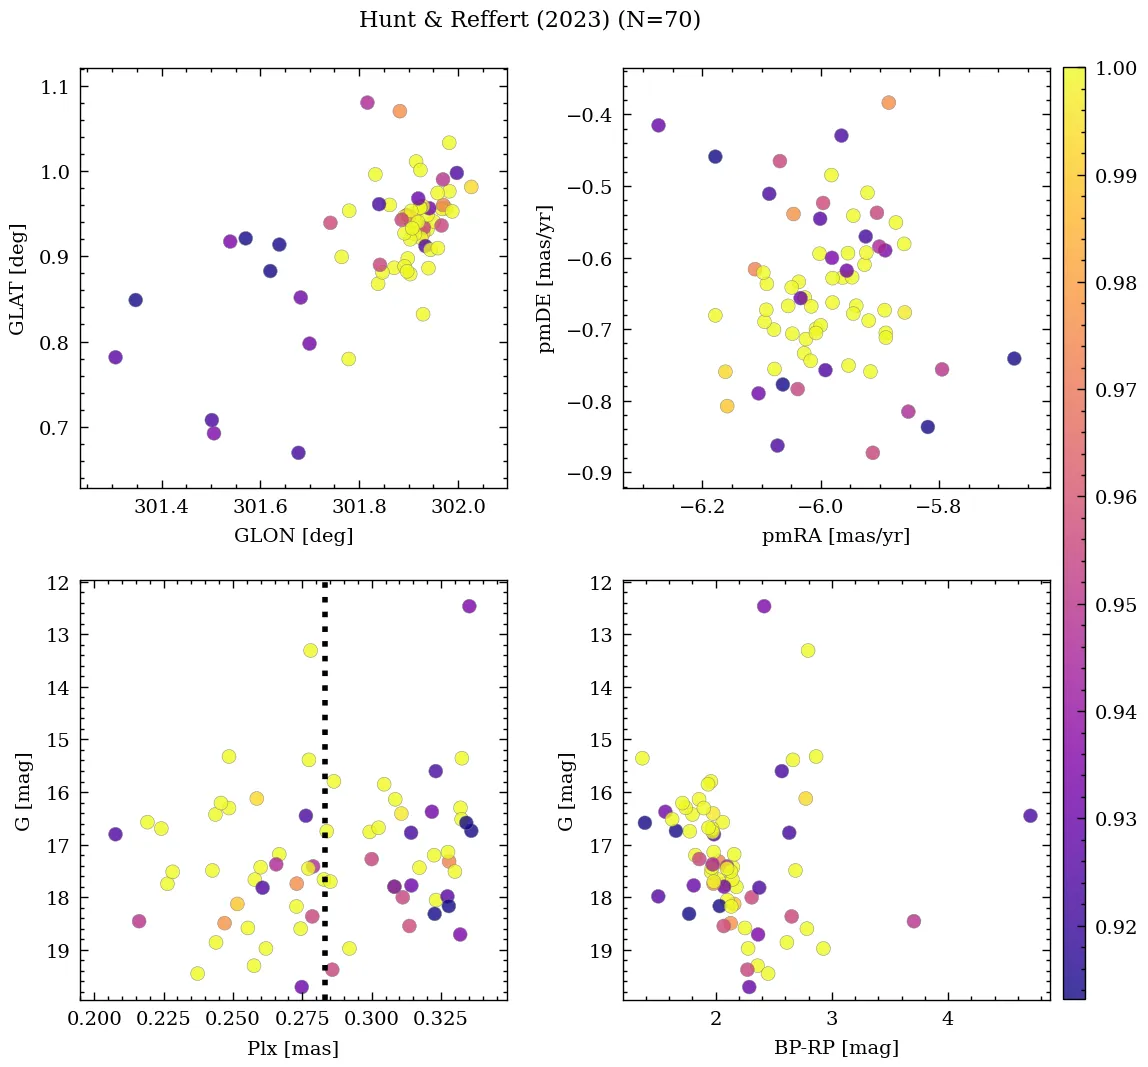 Hunt & Reffert (2023) (N=70)
1.1
1.0
0.9
0.8
0.7
GLAT [deg]
301.4 301.6 301.8 302.0
GLON [deg]
−0.4
−0.5
−0.6
−0.7
−0.8
−0.9
pmDE [mas/yr]
−6.2 −6.0 −5.8
pmRA [mas/yr]
12
13
14
15
16
17
18
19
G [mag]
0.200 0.225 0.250 0.275 0.300 0.325
Plx [mas]
12
13
14
15
16
17
18
19
G [mag]
2 3 4
BP-RP [mag]
1.00
0.99
0.98
0.97
0.96
0.95
0.94
0.93
0.92